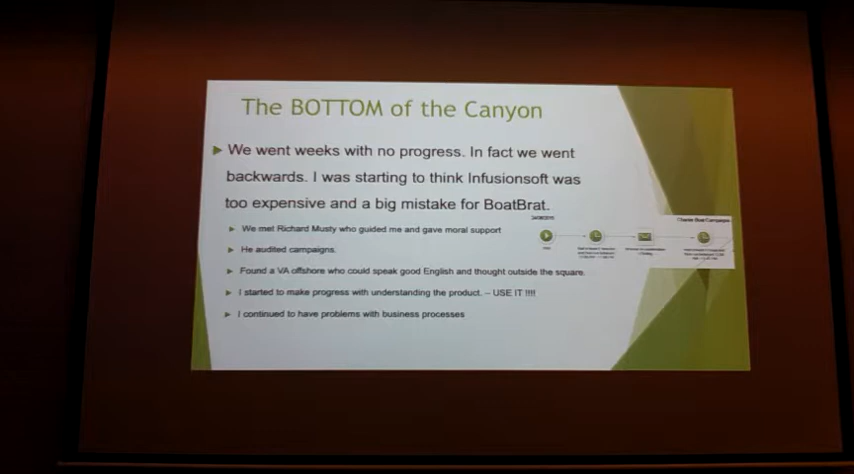 The BOTTOM of the Canyon
We went weeks with no progress. In fact we went
backwards. I was starting to think Infusionsoft was
too expensive and a big mistake for BoatBrat.
We met Richard Musty who guided me and gave moral support
He audited campaigns.
Found a VA offshore who could speak good English and thought outside the square.
I started to make progress with understanding the product. – USE IT !!!!
I continued to have problems with business processes